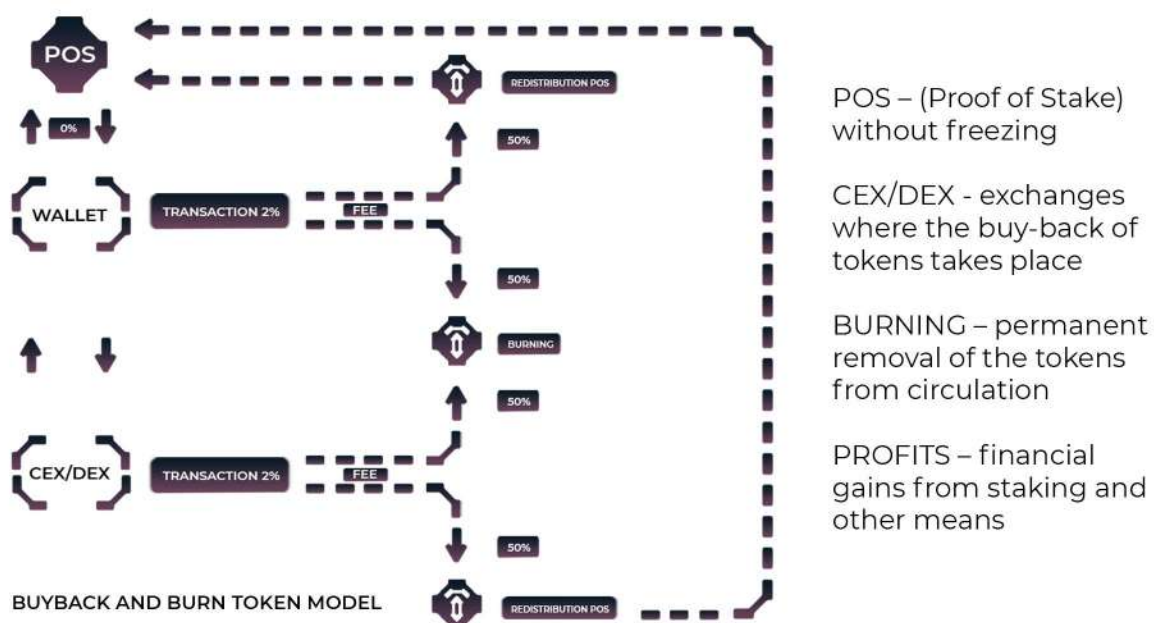 POS
REDISTRIBUTION POS
0%
50%
WALLET
TRANSACTION 2%
FEE
50%
BURNING
50%
CEX/DEX
TRANSACTION 2%
FEE
50%
BUYBACK AND BURN TOKEN MODEL
REDISTRIBUTION POS
POS – (Proof of Stake)
without freezing
CEX/DEX - exchanges
where the buy-back of
tokens takes place
BURNING – permanent
removal of the tokens
from circulation
PROFITS – financial
gains from staking and
other means